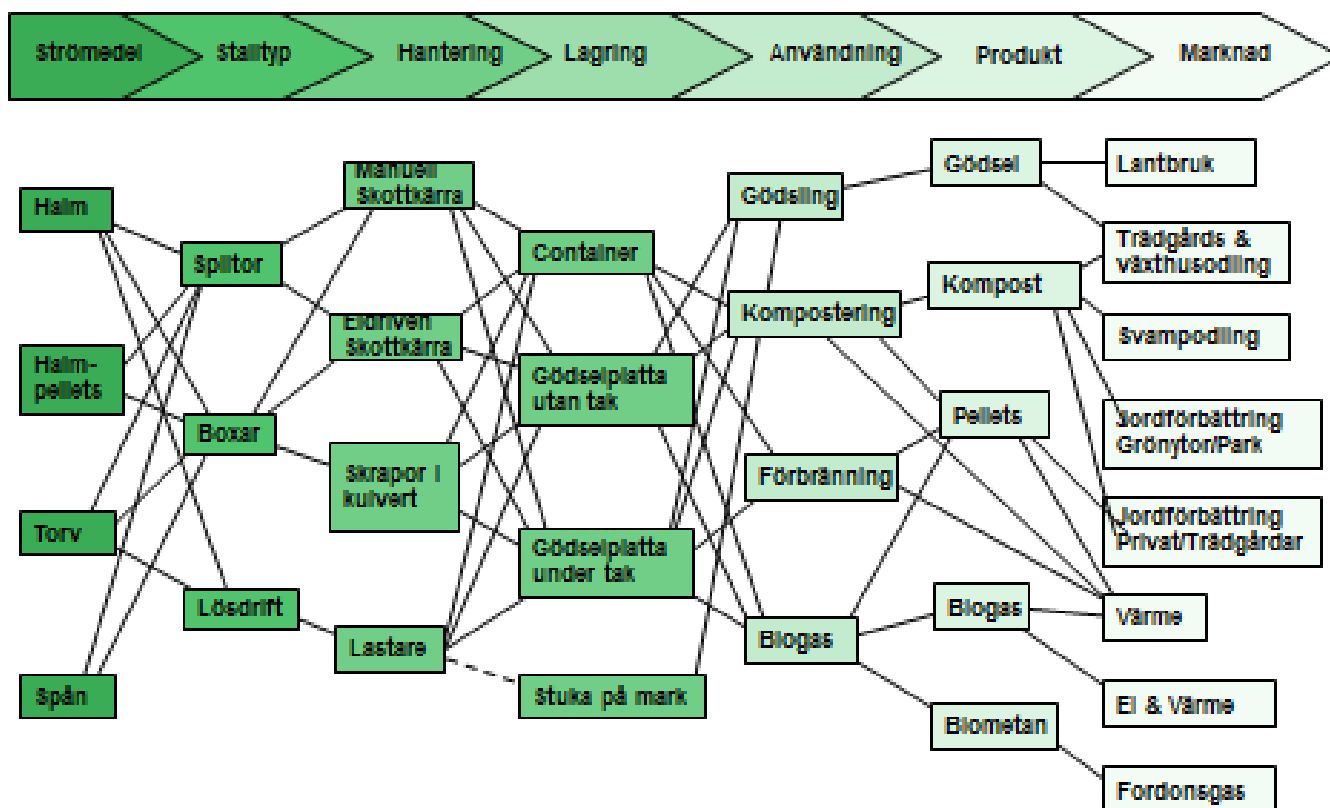 Strömedel
Stalltyp
Hantering
Lagring
Användning
Produkt
Marknad
Halm
Halm-
pellets
Torv
Spån
Spiltor
Boxar
Lösdrift
Manuell
Skottkärra
Eldriven
Skottkärra
Skrapor i
kulvert
Lastare
Container
Gödselplatta
utan tak
Gödselplatta
under tak
Stuka på mark
Gödsling
Kompostering
Förbränning
Biogas
Gödsel
Kompost
Pellets
Biogas
Biometan
Lantbruk
Trädgårds &
växthusodling
Svampodling
Jordförbättring
Grönytor/Park
Jordförbättring
Privat/Trädgårdar
Värme
El & Värme
Fordonsgas